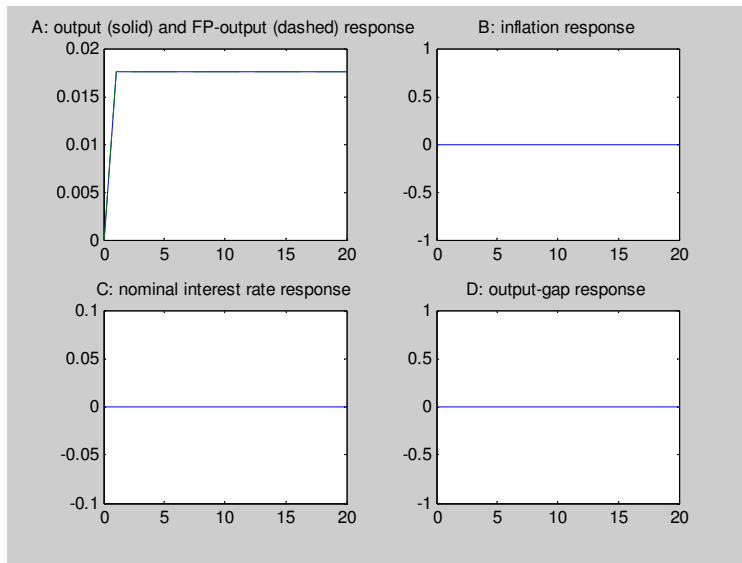 A: output (solid) and FP-output (dashed) response
0.02
0.015
0.01
0.005
0
0 5 10 15 20
B: inflation response
1
0.5
0
-0.5
-1
0 5 10 15 20
C: nominal interest rate response
0.1
0.05
0
-0.05
-0.1
0 5 10 15 20
D: output-gap response
1
0.5
0
-0.5
-1
0 5 10 15 20